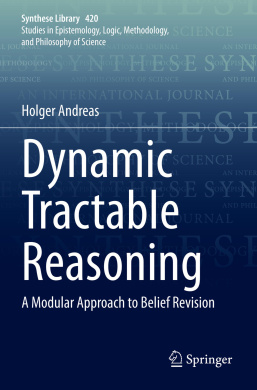 Synthese Library 420
Studies in Epistemology, Logic, Methodology,
and Philosophy of Science
Holger Andreas
Dynamic
Tractable
Reasoning
A Modular Approach to Belief Revision
Springer